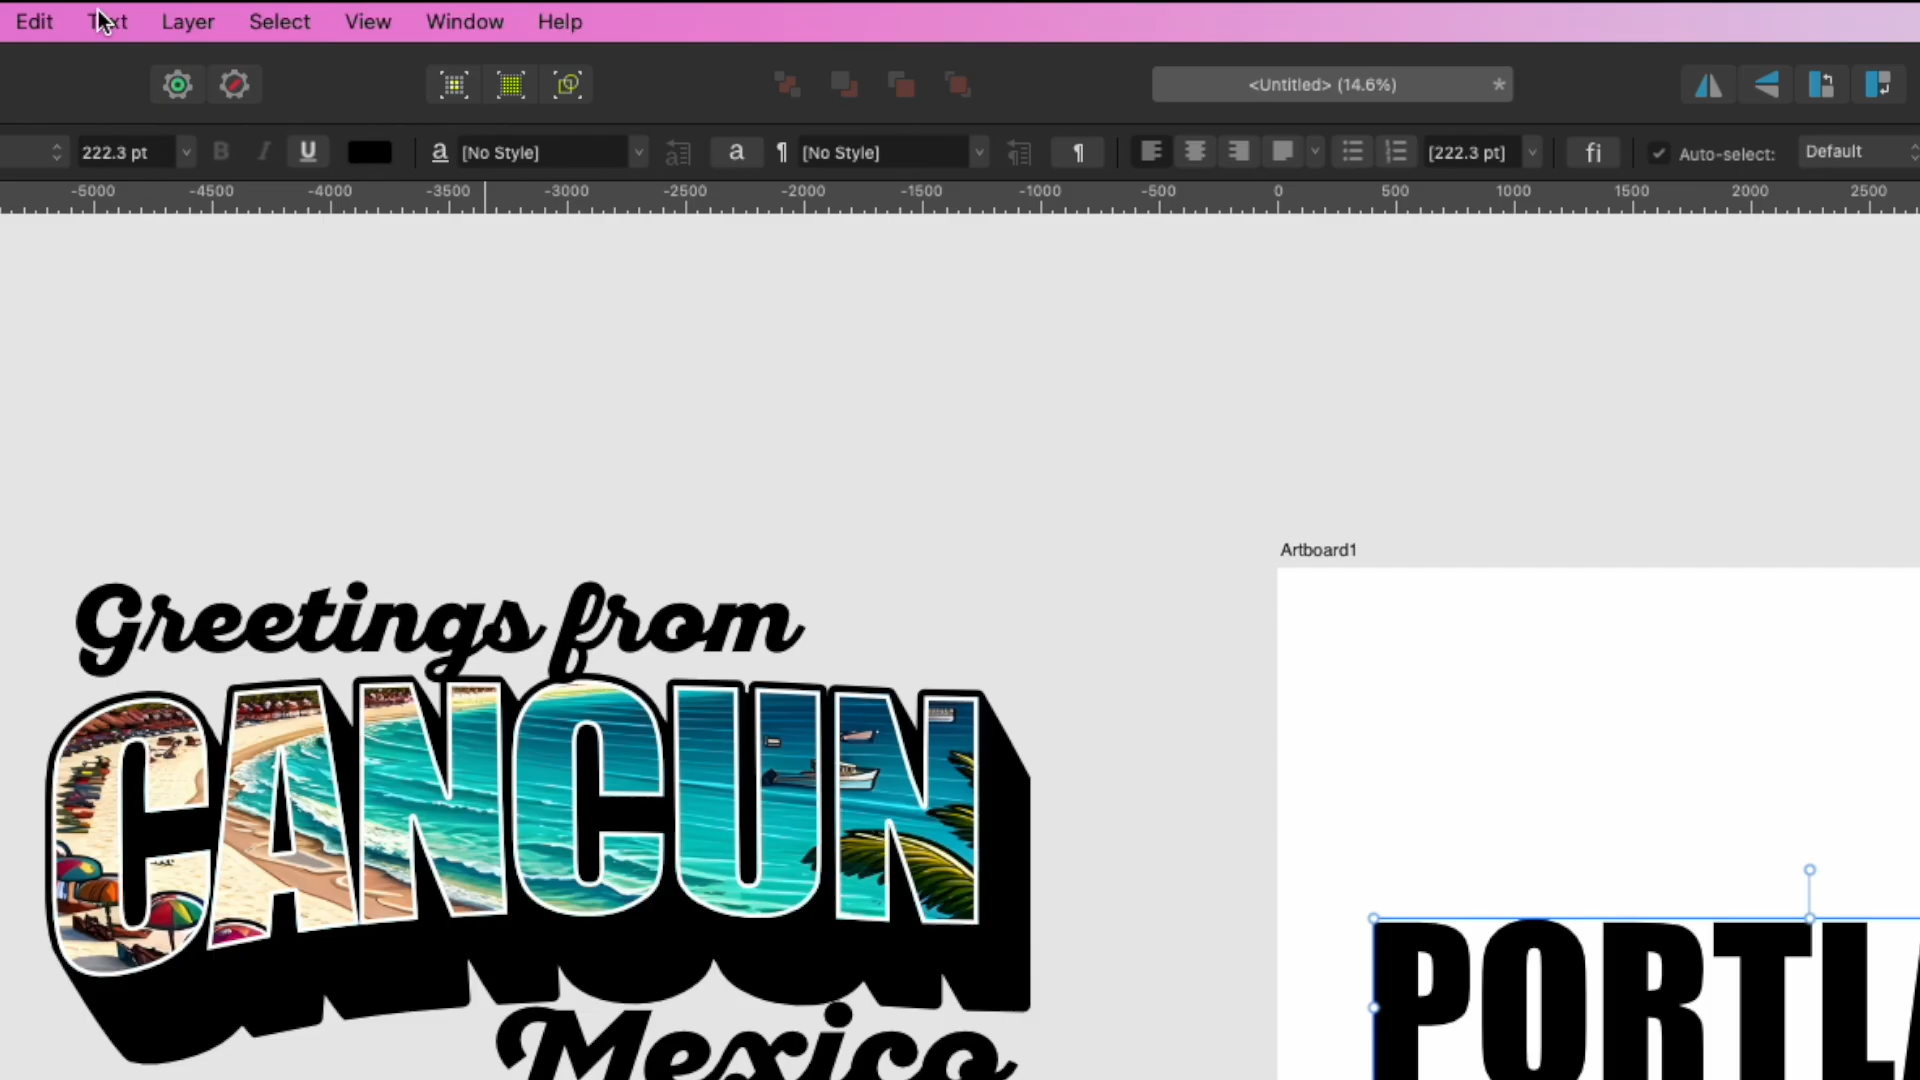 Edit Text Layer Select View Window Help
<Untitled> (14.6%) *
222.3 pt B I U a [No Style] a ¶ [No Style] ¶ [222.3 pt] fi Auto-select: Default
-5000 -4500 -4000 -3500 -3000 -2500 -2000 -1500 -1000 -500 0 500 1000 1500 2000 2500
Artboard1
Greetings from
CANCUN
Mexico
PORTLA